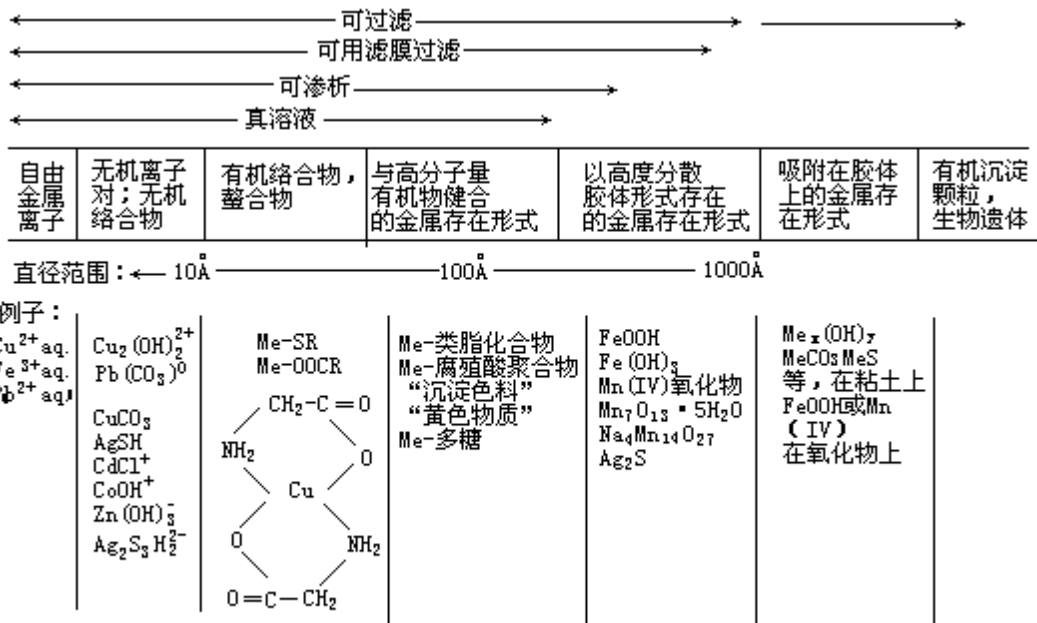 可过滤
可用滤膜过滤
可渗析
真溶液
自由
金属
离子
无机离子
对；无机
络合物
有机络合物，
螯合物
与高分子量
有机物健合
的金属存在形式
以高度分散
胶体形式存在
的金属存在形式
吸附在胶体
上的金属存
在形式
有机沉淀
颗粒，
生物遗体
直径范围：← 10Å 100Å 1000Å
例子：
Cu²⁺aq.
Fe³⁺aq.
Pb²⁺aq.
Cu₂(OH)₂²⁺
Pb(CO₃)⁰
CuCO₃
AgSH
CdCl⁺
CoOH⁺
Zn(OH)₃⁻
Ag₂S₃H₂²⁻
Me-SR
Me-OOCR
CH₂-C=O
NH₂
O
Cu
O
NH₂
O=C-CH₂
Me-类脂化合物
Me-腐殖酸聚合物
“沉淀色料”
“黄色物质”
Me-多糖
FeOOH
Fe(OH)₃
Mn(IV)氧化物
Mn₇O₁₃·5H₂O
Na₄Mn₁₄O₂₇
Ag₂S
Meₓ(OH)ᵧ
MeCO₃MeS
等，在粘土上
FeOOH或Mn
(IV)
在氧化物上